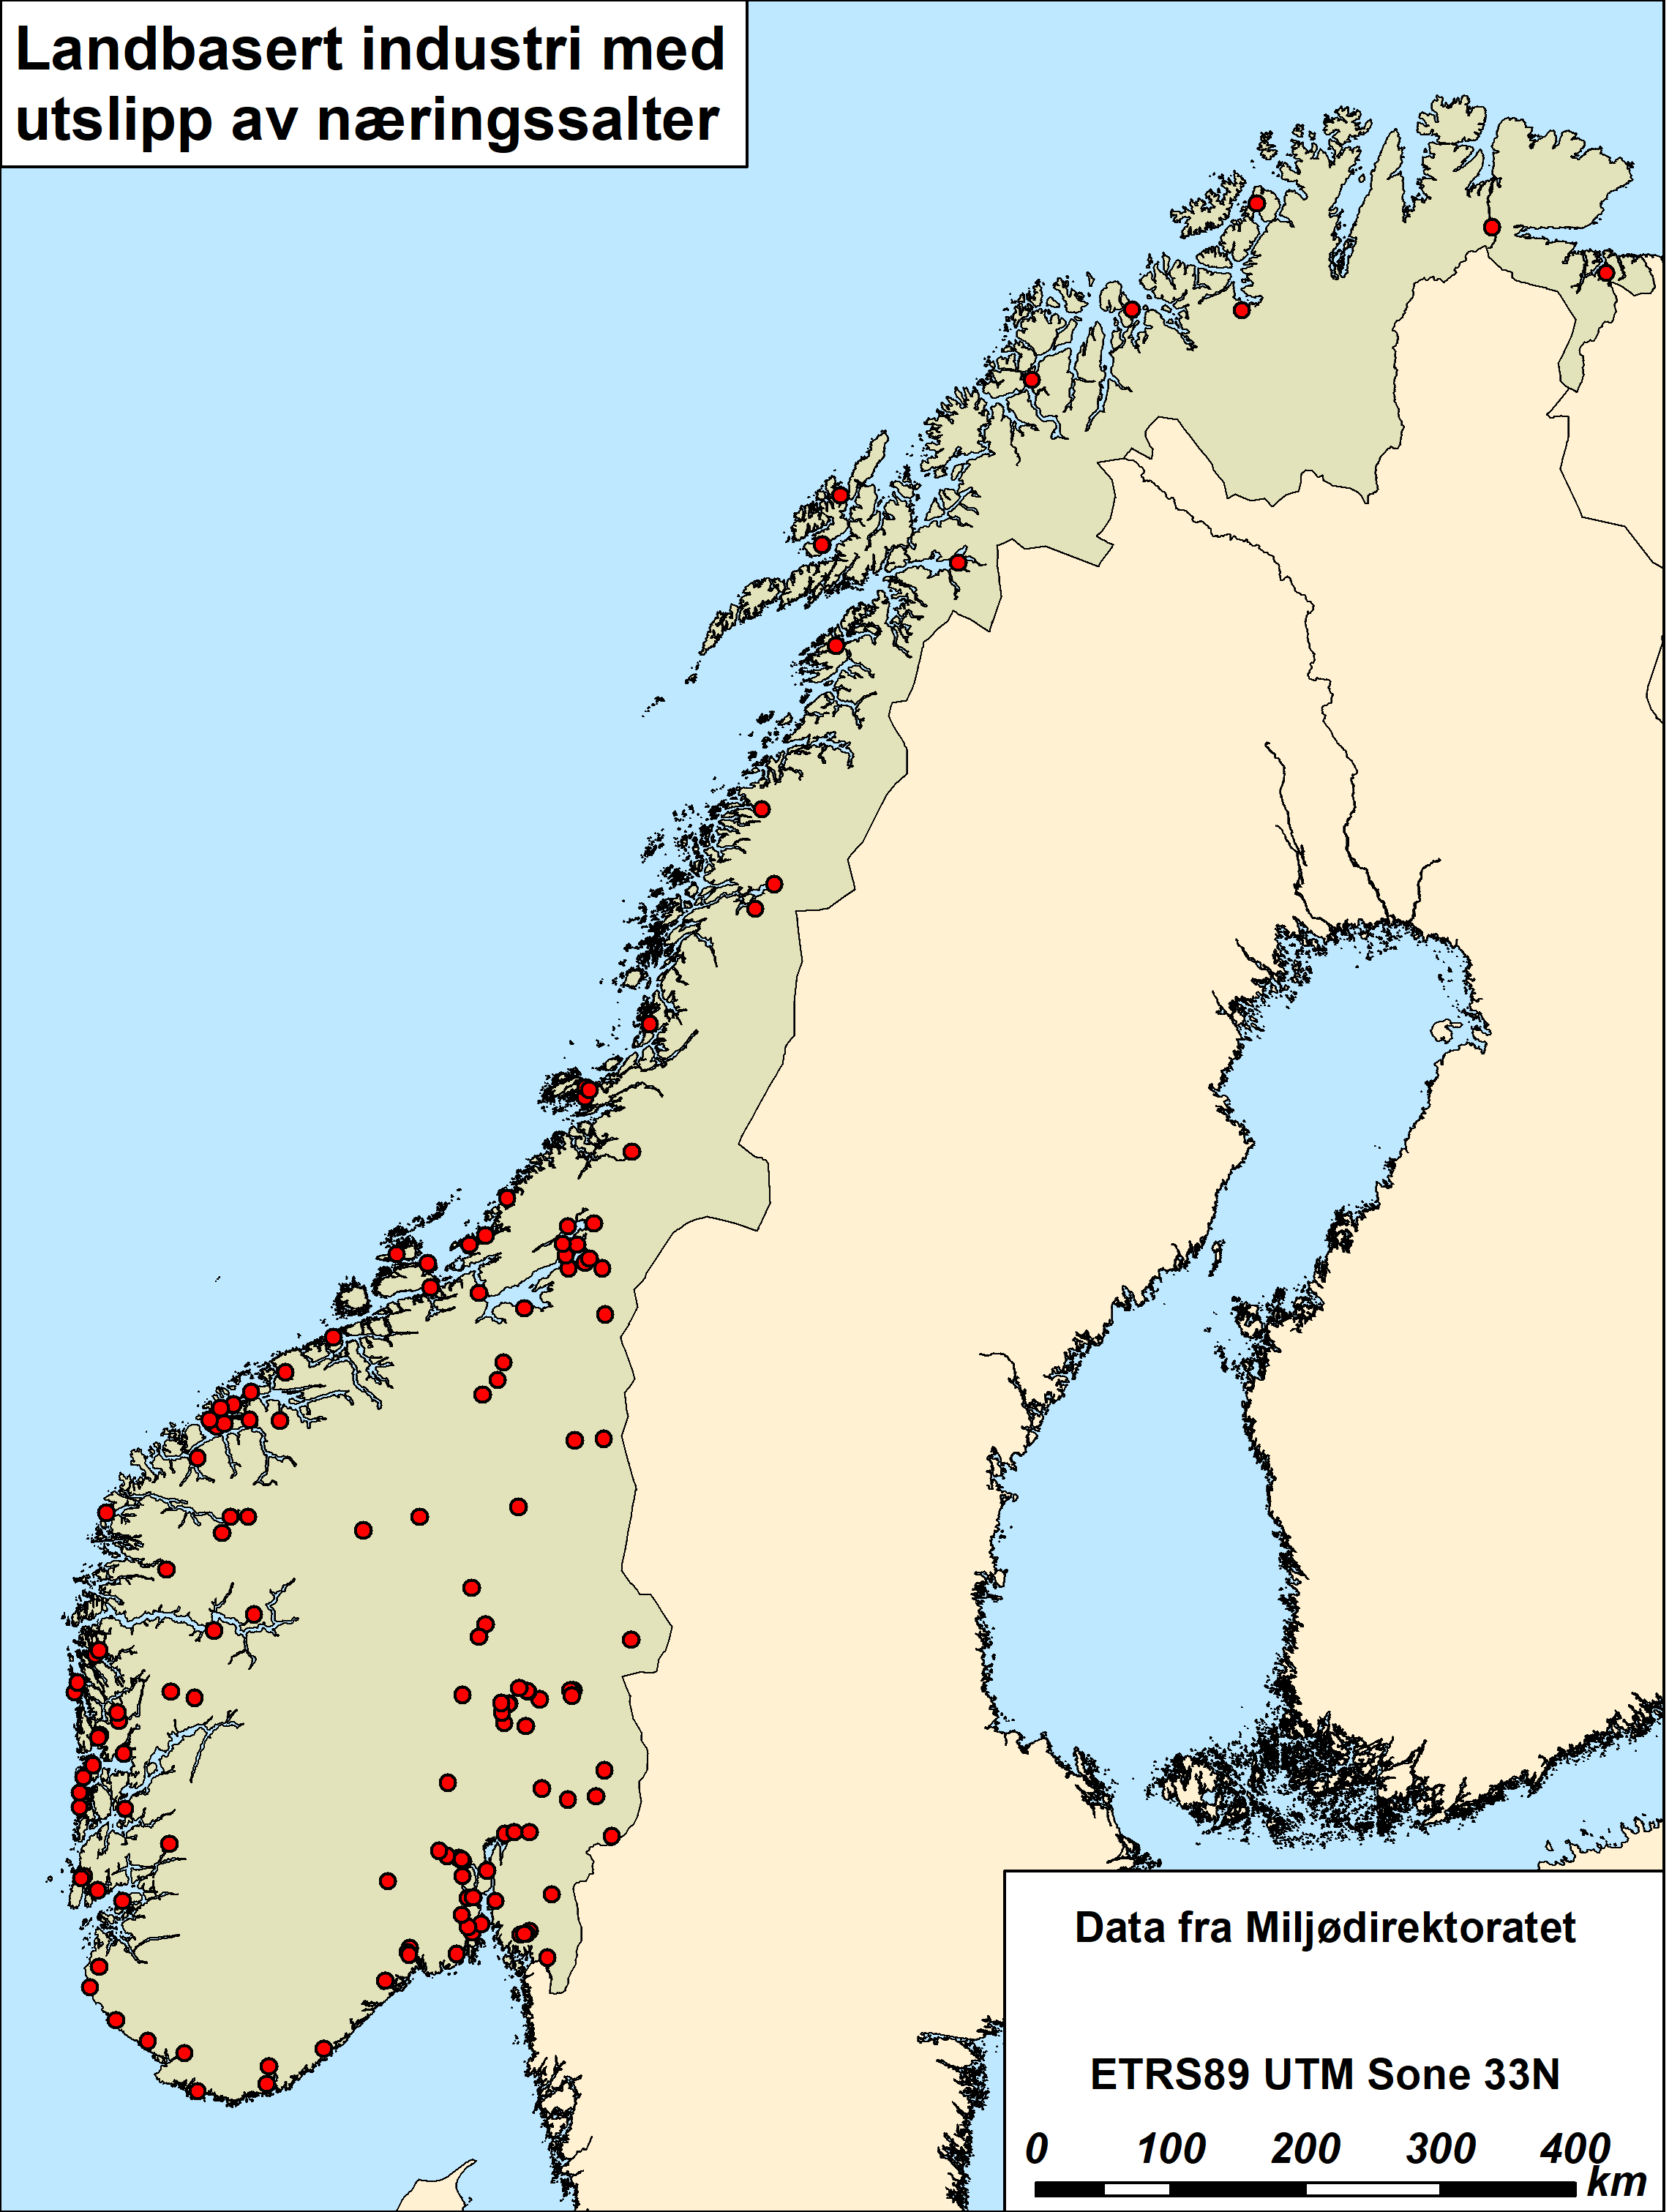 Landbasert industri med
utslipp av næringssalter
Data fra Miljødirektoratet
ETRS89 UTM Sone 33N
0 100 200 300 400
km